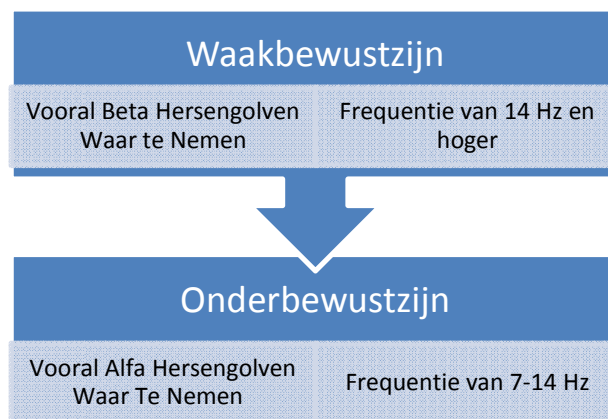 Waakbewustzijn
Vooral Beta Hersengolven
Waar te Nemen
Frequentie van 14 Hz en
hoger
Onderbewustzijn
Vooral Alfa Hersengolven
Waar Te Nemen
Frequentie van 7-14 Hz